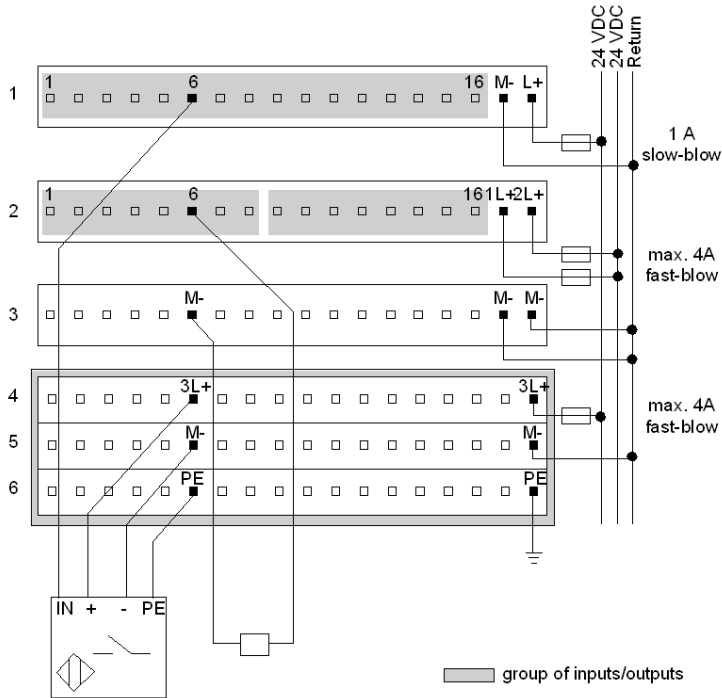 24 VDC
24 VDC
Return
1
1 6 16 M- L+
1 A
slow-blow
2
1 6 16 1L+ 2L+
max. 4A
fast-blow
3
M- M- M-
4
3L+ 3L+
max. 4A
fast-blow
5
M- M-
6
PE PE
IN + - PE
group of inputs/outputs